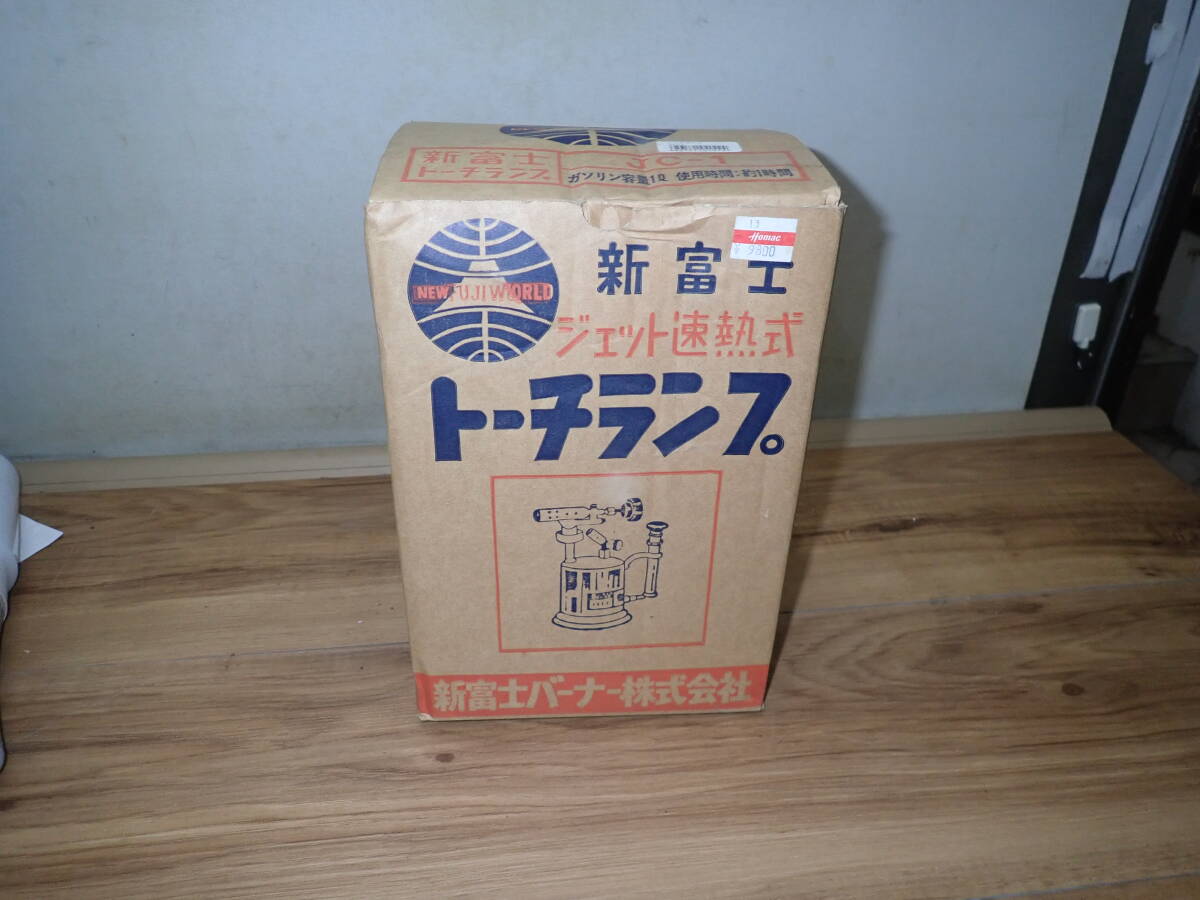 新富士
トーチランプ
JC-1
ガソリン容量1ℓ 使用時間:約1時間
13
Homac
¥9800
NEW FUJI WORLD
新富士
ジェット速熱式
トーチランプ。
新富士バーナー株式会社